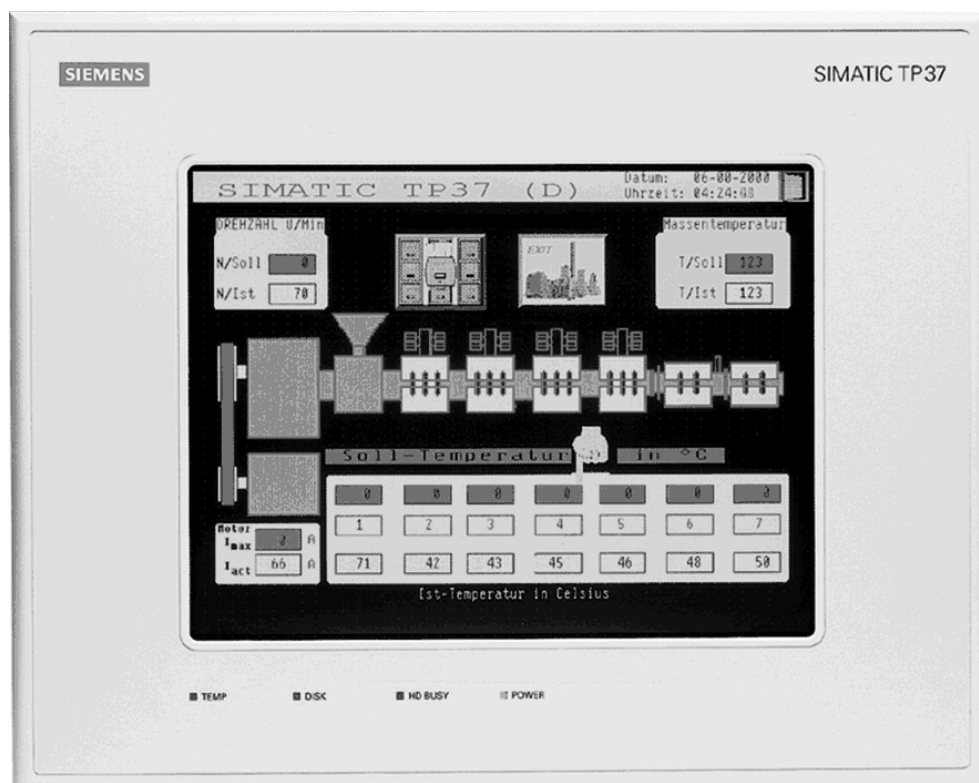 SIEMENS
SIMATIC TP37
SIMATIC TP37 (D)
Datum: 06-00-2000
Uhrzeit: 04:24:08
DREHZAHL U/Min
N/Soll 0
N/Ist 70
EXIT
Massentemperatur
T/Soll 123
T/Ist 123
Soll-Temperatur in °C
0 0 0 0 0 0 0
1 2 3 4 5 6 7
71 42 43 45 46 48 50
Motor
Imax 0 A
Iact 66 A
Ist-Temperatur in Celsius
TEMP DISK HD BUSY POWER